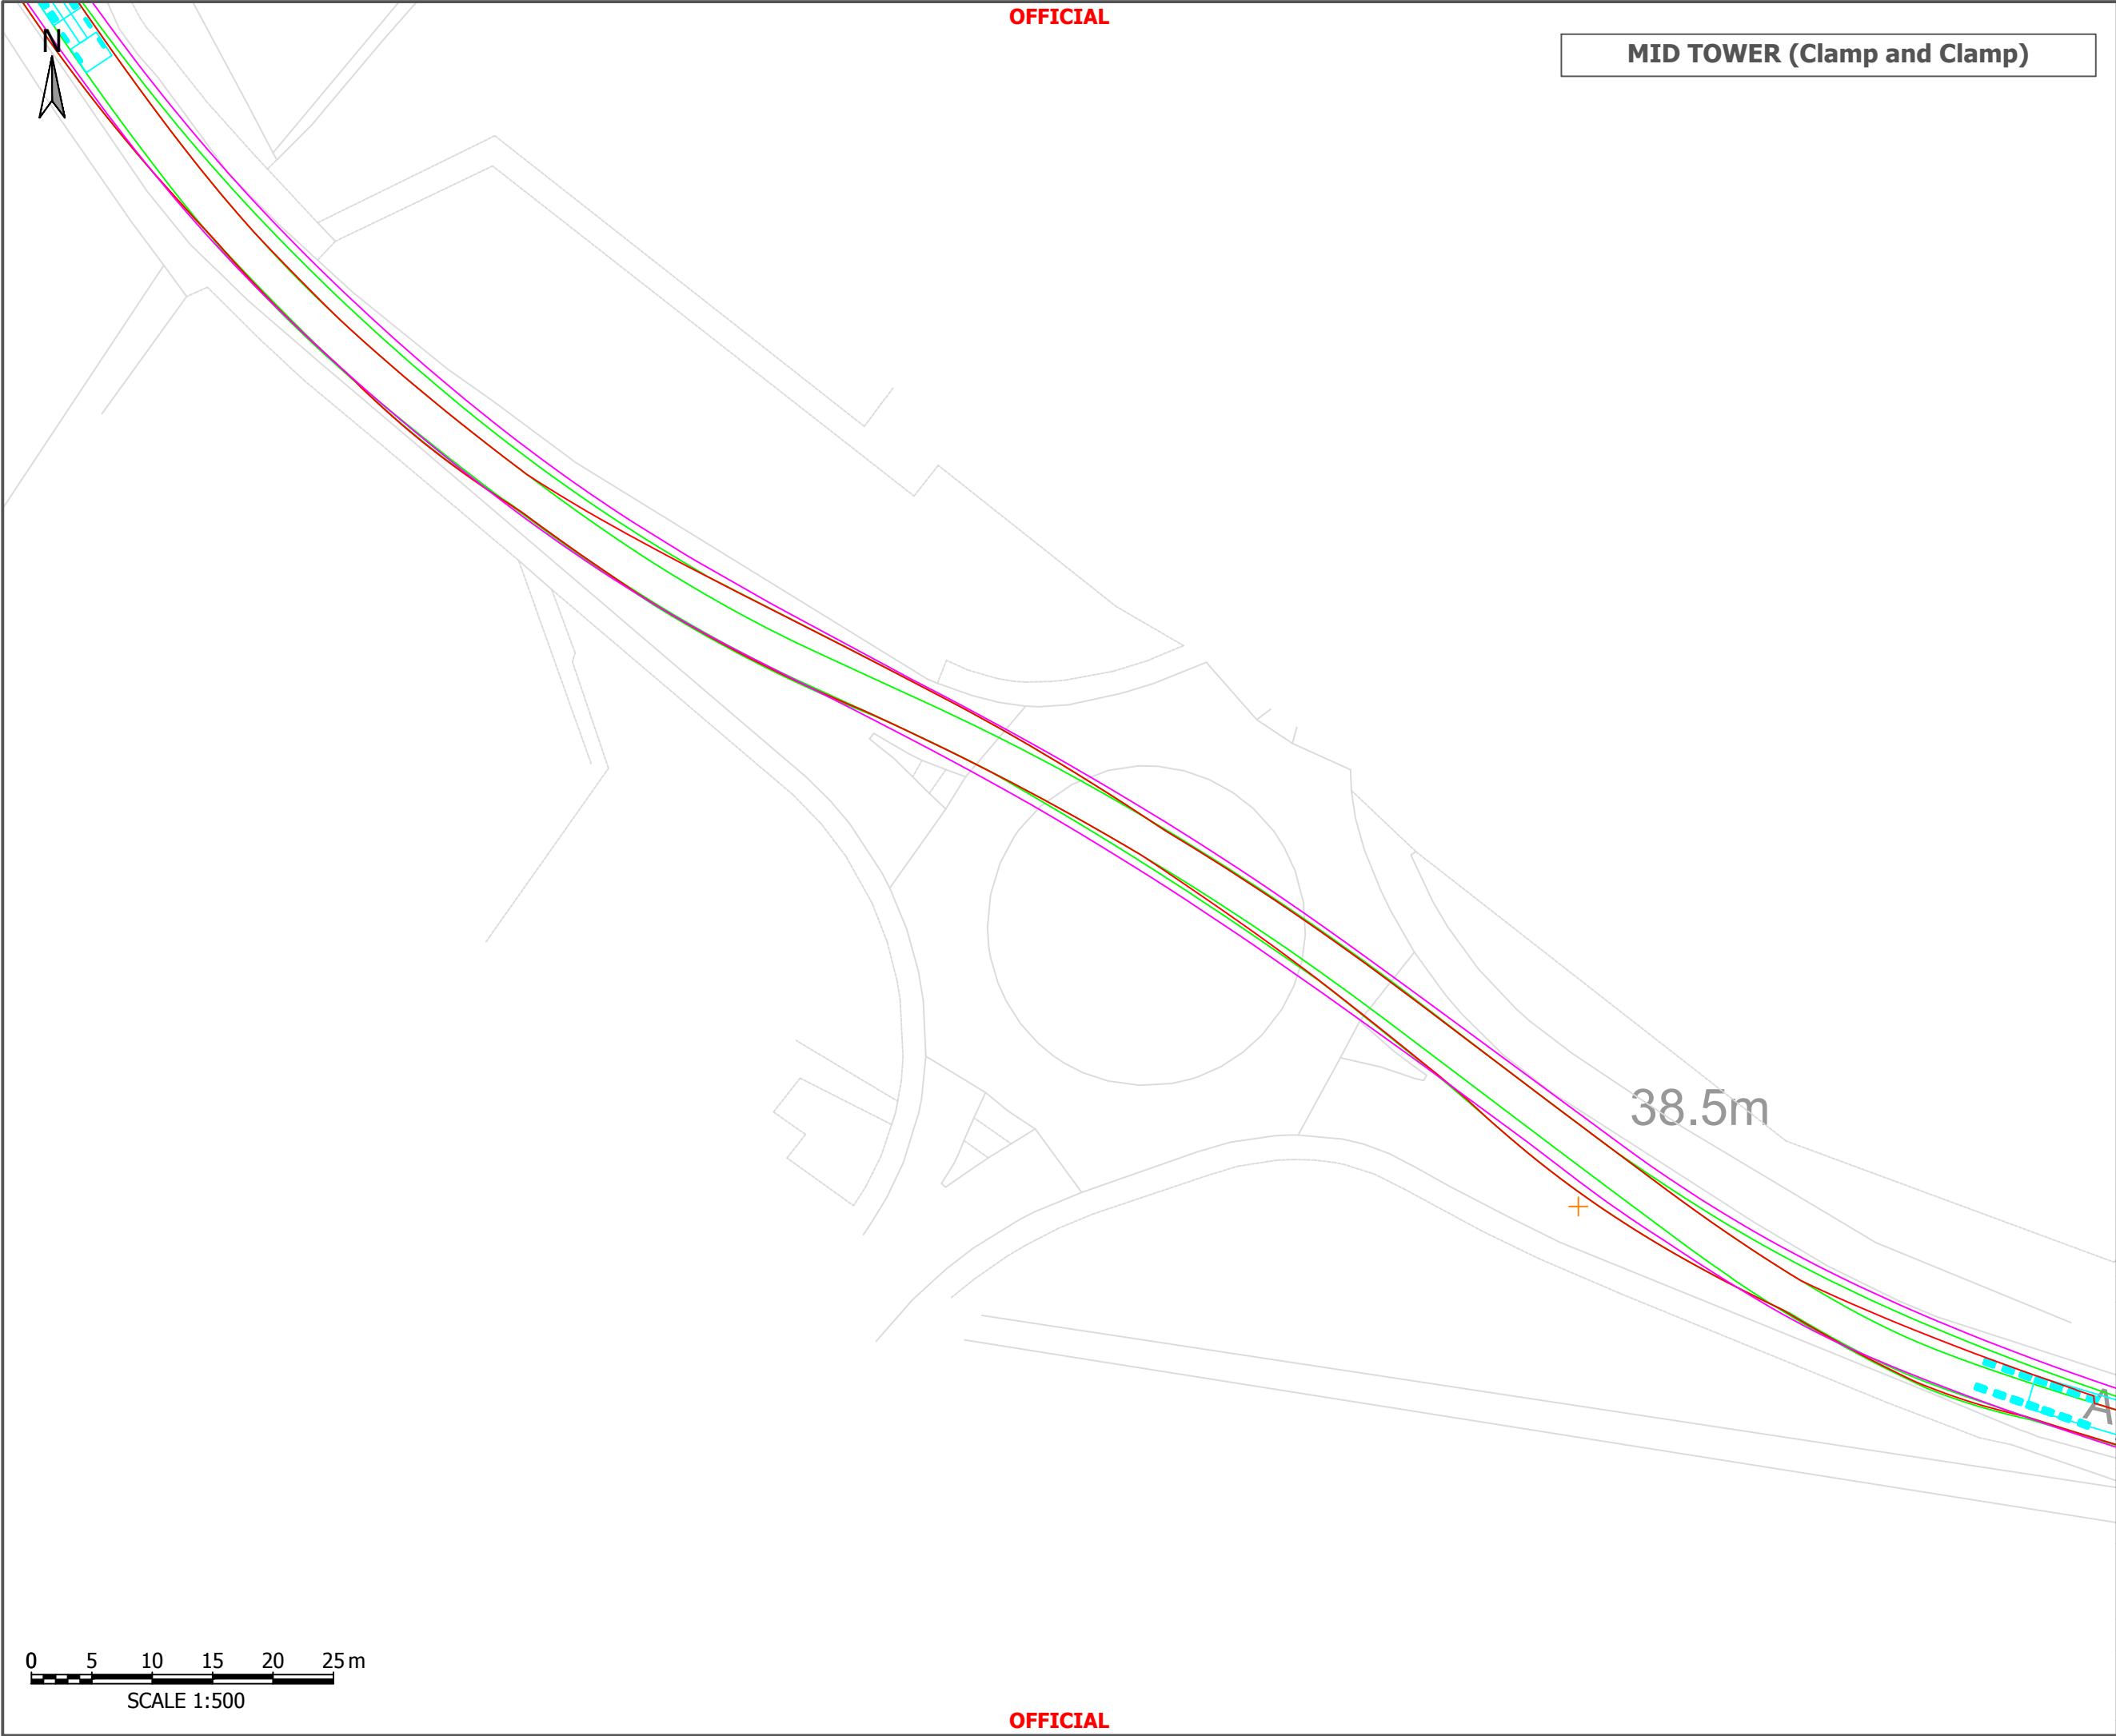 OFFICIAL
MID TOWER (Clamp and Clamp)
N
38.5m
A
0 5 10 15 20 25 m
SCALE 1:500
OFFICIAL